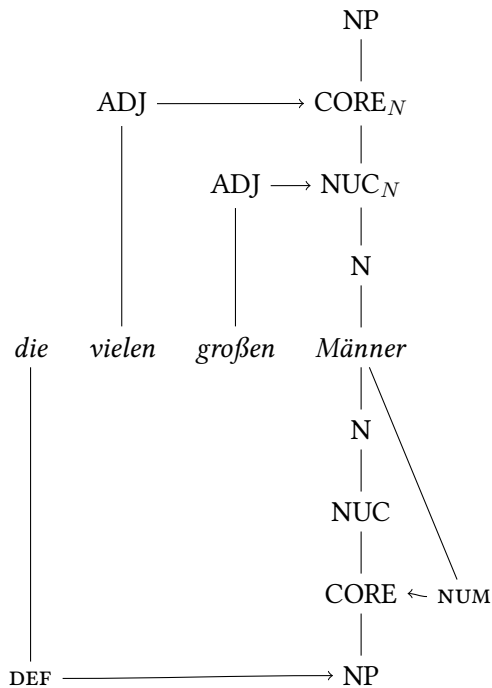 NP
ADJ CORE_N
ADJ NUC_N
N
die vielen großen Männer
N
NUC
CORE NUM
DEF NP